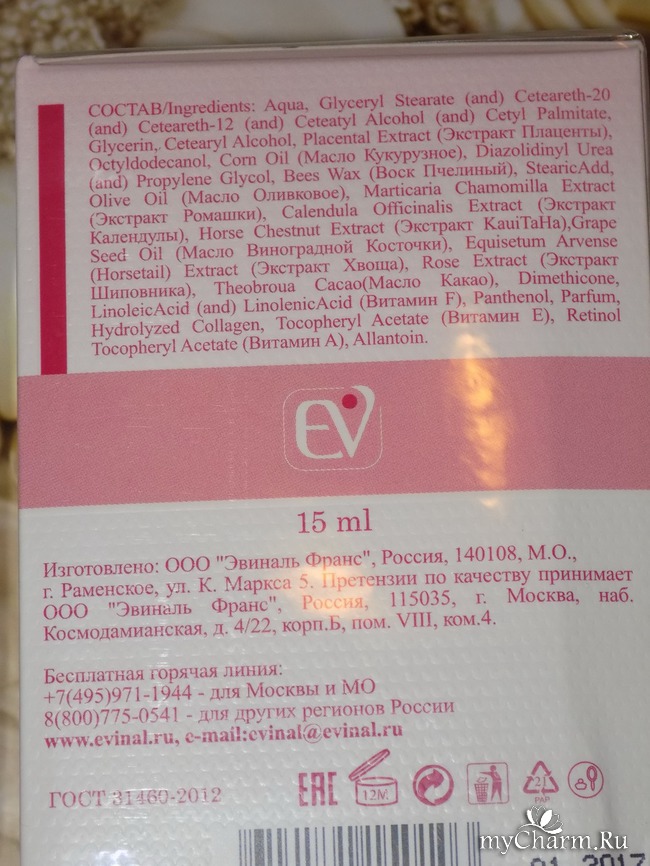 СОСТАВ/Ingredients: Aqua, Glyceryl Stearate (and) Ceteareth-20
(and) Ceteareth-12 (and) Ceteatyl Alcohol (and) Cetyl Palmitate,
Glycerin,. Cetearyl Alcohol, Placental Extract (Экстракт Плаценты),
Octyldodecanol, Corn Oil (Масло Кукурузное), Diazolidinyl Urea
(and) Propylene Glycol, Bees Wax (Воск Пчелиный), StearicAdd,
Olive Oil (Масло Оливковое), Marticaria Chamomilla Extract
(Экстракт Ромашки), Calendula Officinalis Extract (Экстракт
Календулы), Horse Chestnut Extract (Экстракт KauiTaHa),Grape
Seed Oil (Масло Виноградной Косточки), Equisetum Arvense
(Horsetail) Extract (Экстракт Хвоща), Rose Extract (Экстракт
Шиповника), Theobroua Cacao(Масло Какао), Dimethicone,
LinoleicAcid (and) LinolenicAcid (Витамин F), Panthenol, Parfum,
Hydrolyzed Collagen, Tocopheryl Acetate (Витамин E), Retinol
Tocopheryl Acetate (Витамин А), Allantoin.
EV
15 ml
Изготовлено: ООО "Эвиналь Франс", Россия, 140108, М.О.,
г. Раменское, ул. К. Маркса 5. Претензии по качеству принимает
ООО "Эвиналь Франс", Россия, 115035, г. Москва, наб.
Космодамианская, д. 4/22, корп.Б, пом. VIII, ком.4.
Бесплатная горячая линия:
+7(495)971-1944 - для Москвы и МО
8(800)775-0541 - для других регионов России
www.evinal.ru, e-mail:evinal@evinal.ru
ГОСТ 31460-2012
EAC
12M
21
PAP
01 2017
myCharm.Ru